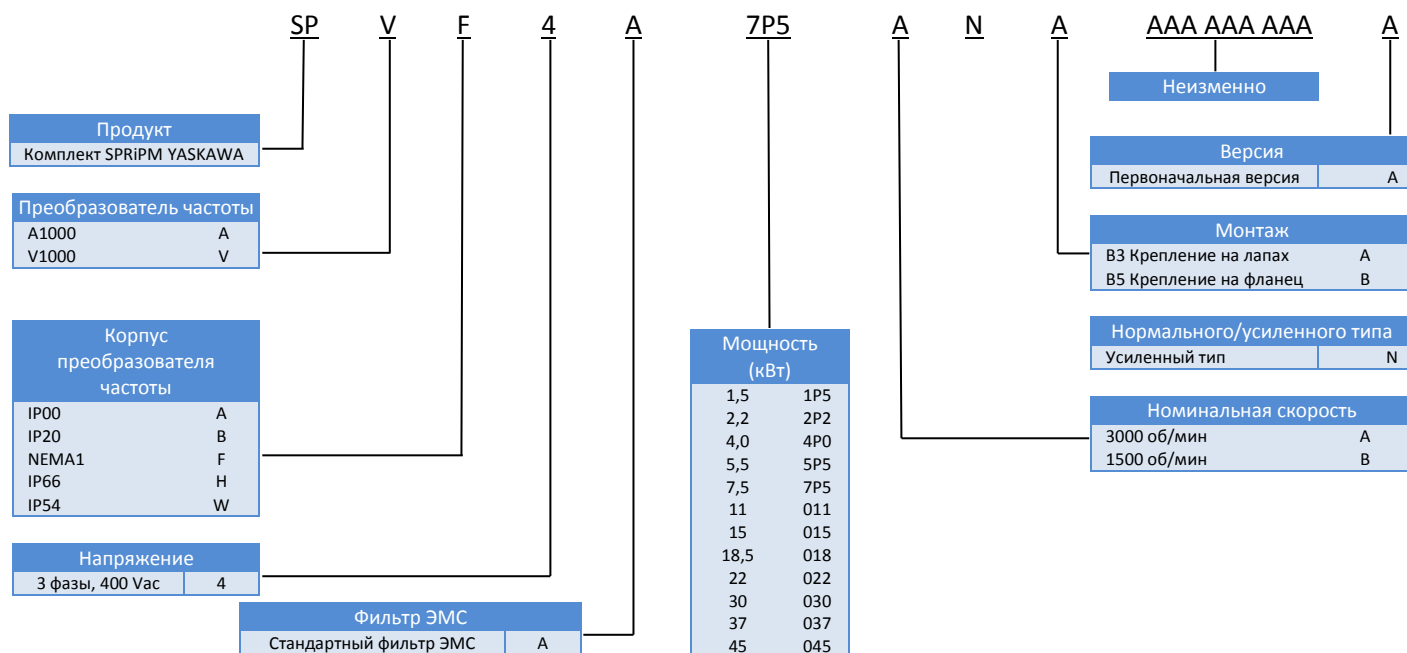 SP V F 4 A 7P5 A N A AAA AAA AAA A
Неизменно
Продукт
Комплект SPRiPM YASKAWA
Преобразователь частоты
A1000 A
V1000 V
Корпус
преобразователя
частоты
IP00 A
IP20 B
NEMA1 F
IP66 H
IP54 W
Напряжение
3 фазы, 400 Vac 4
Фильтр ЭМС
Стандартный фильтр ЭМС A
Мощность
(кВт)
1,5 1P5
2,2 2P2
4,0 4P0
5,5 5P5
7,5 7P5
11 011
15 015
18,5 018
22 022
30 030
37 037
45 045
Версия
Первоначальная версия A
Монтаж
B3 Крепление на лапах A
B5 Крепление на фланец B
Нормального/усиленного типа
Усиленный тип N
Номинальная скорость
3000 об/мин A
1500 об/мин B